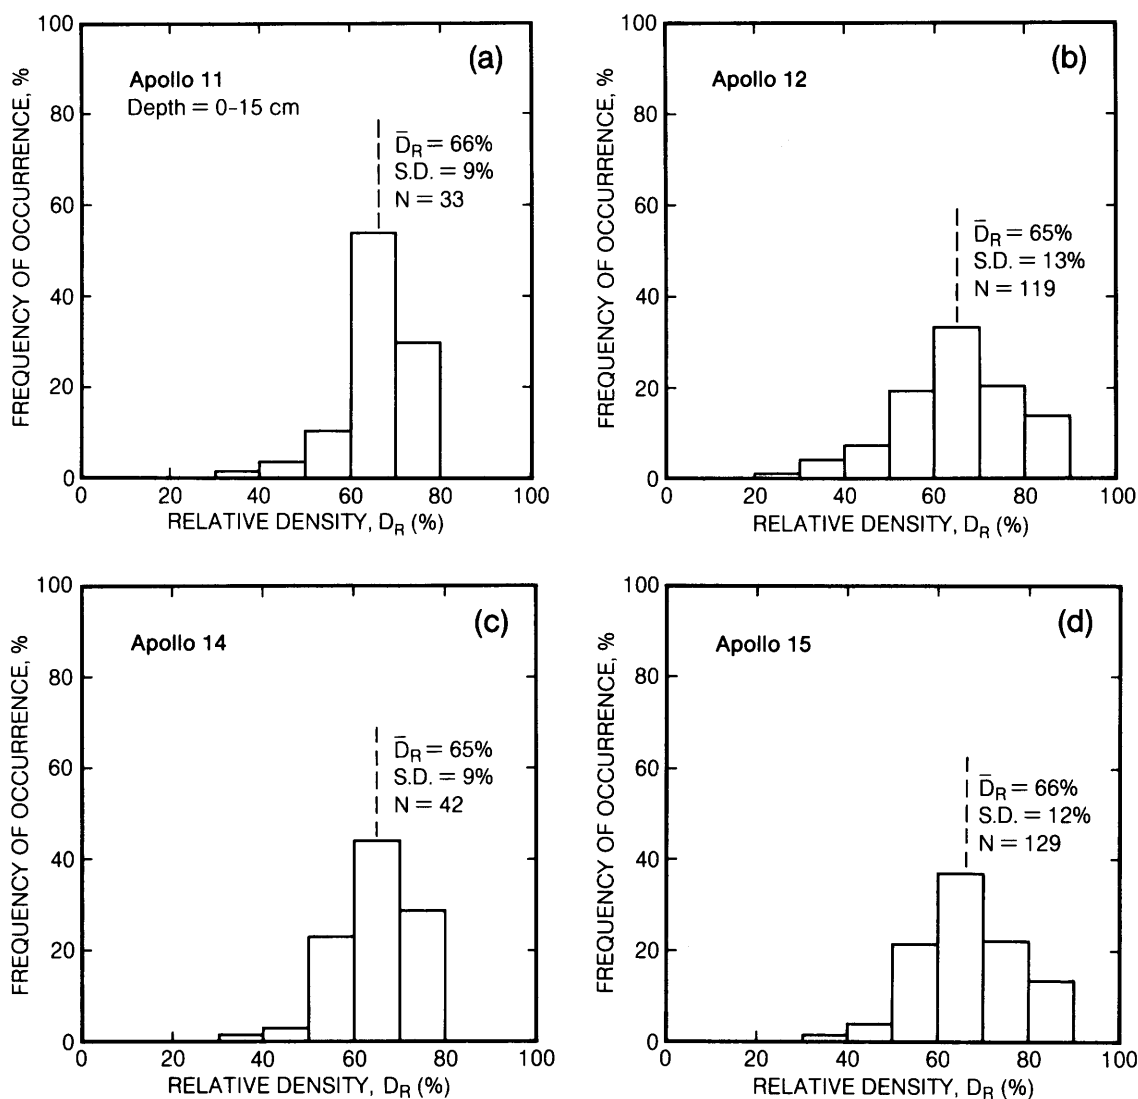 (a)
Apollo 11
Depth = 0–15 cm
D̄R = 66%
S.D. = 9%
N = 33
FREQUENCY OF OCCURRENCE, %
100
80
60
40
20
0
0 20 40 60 80 100
RELATIVE DENSITY, DR (%)
(b)
Apollo 12
D̄R = 65%
S.D. = 13%
N = 119
FREQUENCY OF OCCURRENCE, %
100
80
60
40
20
0
0 20 40 60 80 100
RELATIVE DENSITY, DR (%)
(c)
Apollo 14
D̄R = 65%
S.D. = 9%
N = 42
FREQUENCY OF OCCURRENCE, %
100
80
60
40
20
0
0 20 40 60 80 100
RELATIVE DENSITY, DR (%)
(d)
Apollo 15
D̄R = 66%
S.D. = 12%
N = 129
FREQUENCY OF OCCURRENCE, %
100
80
60
40
20
0
0 20 40 60 80 100
RELATIVE DENSITY, DR (%)